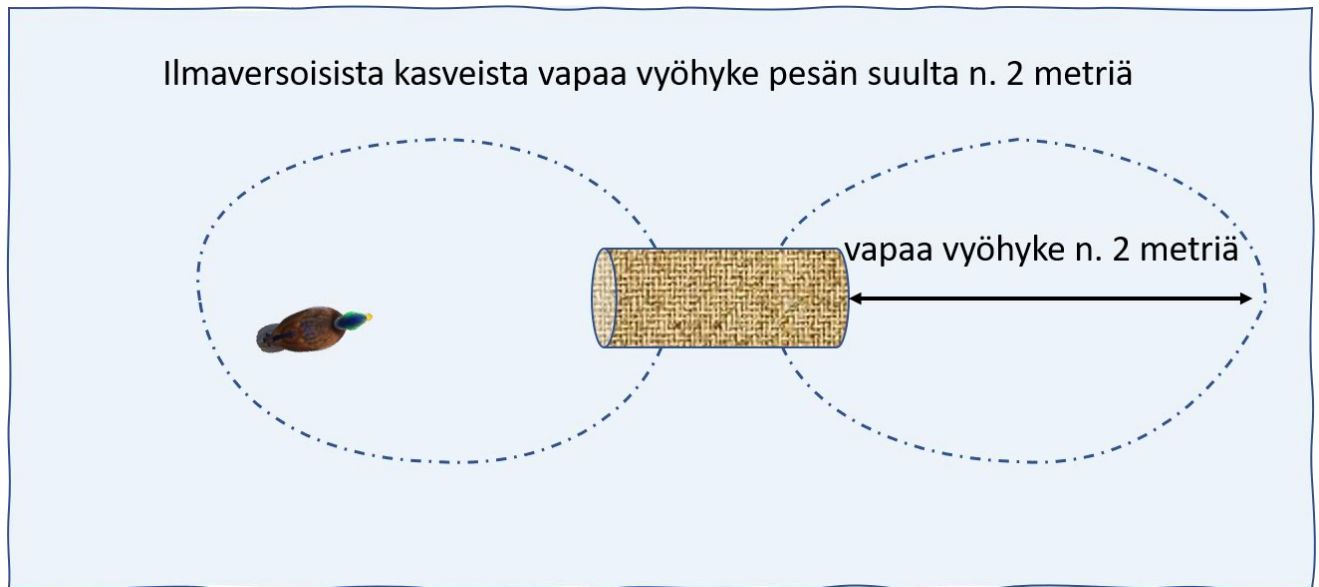 Ilmaversoisista kasveista vapaa vyöhyke pesän suulta n. 2 metriä
vapaa vyöhyke n. 2 metriä